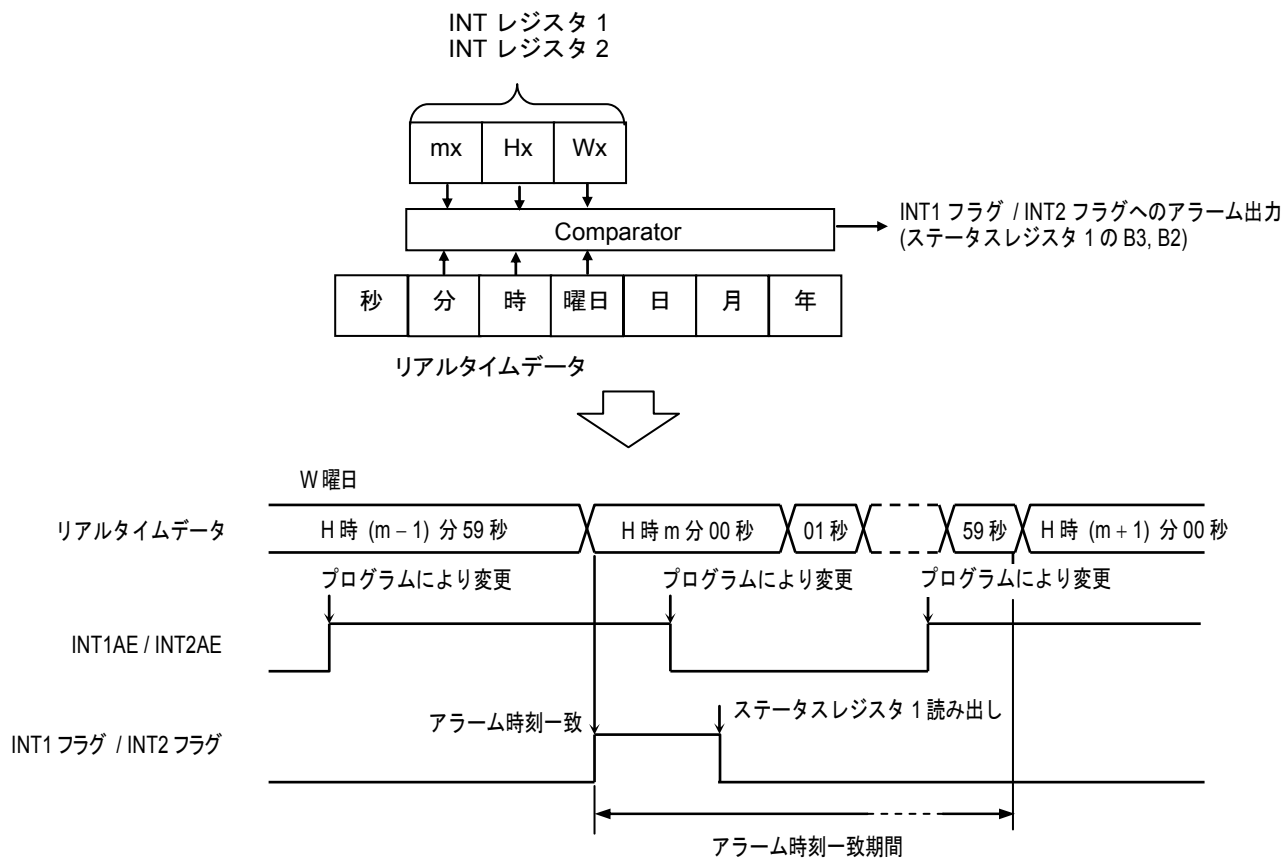 INT レジスタ 1
INT レジスタ 2
mx Hx Wx
Comparator
INT1 フラグ / INT2 フラグへのアラーム出力
(ステータスレジスタ 1 の B3, B2)
秒 分 時 曜日 日 月 年
リアルタイムデータ
W 曜日
リアルタイムデータ
H 時 (m − 1) 分 59 秒 H 時 m 分 00 秒 01 秒 59 秒 H 時 (m + 1) 分 00 秒
プログラムにより変更 プログラムにより変更 プログラムにより変更
INT1AE / INT2AE
アラーム時刻一致 ステータスレジスタ 1 読み出し
INT1 フラグ / INT2 フラグ
アラーム時刻一致期間